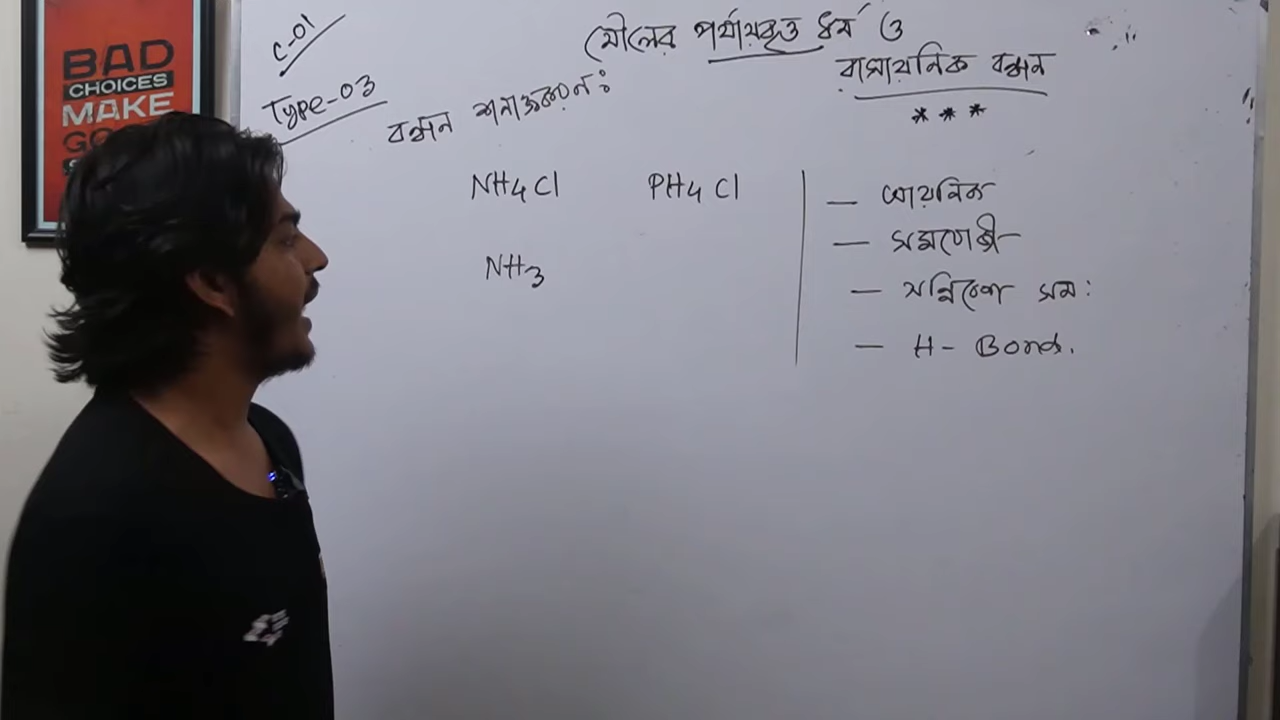 BAD
CHOICES
MAKE
C-01
মৌলের পর্যায়বৃত্ত ধর্ম ও
রাসায়নিক বন্ধন
***
Type-03
বন্ধন শনাক্তকরণ:
NH4Cl PH4Cl
NH3
— আয়নিক
— সমযোজী
— সন্নিবেশ সম:
— H- Bond.